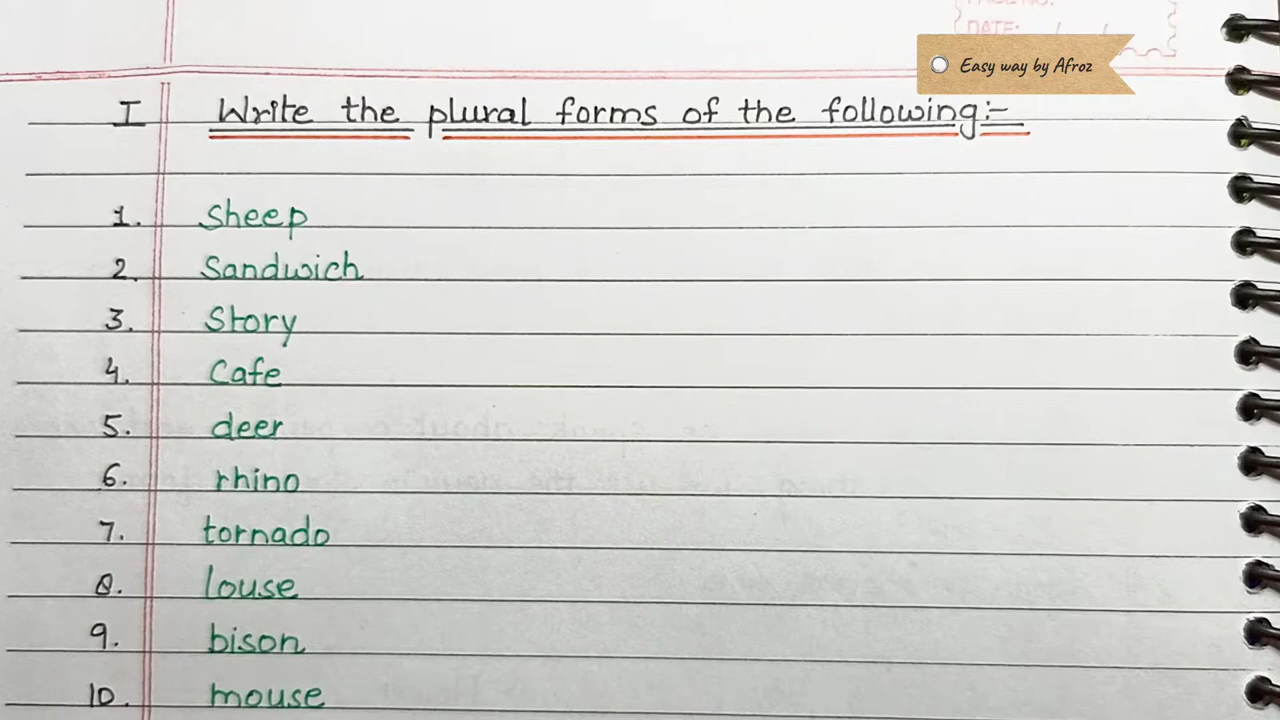 DATE:
Easy way by Afroz
I Write the plural forms of the following:-
1. Sheep
2. Sandwich
3. Story
4. Cafe
5. deer
6. rhino
7. tornado
8. louse
9. bison
10. mouse